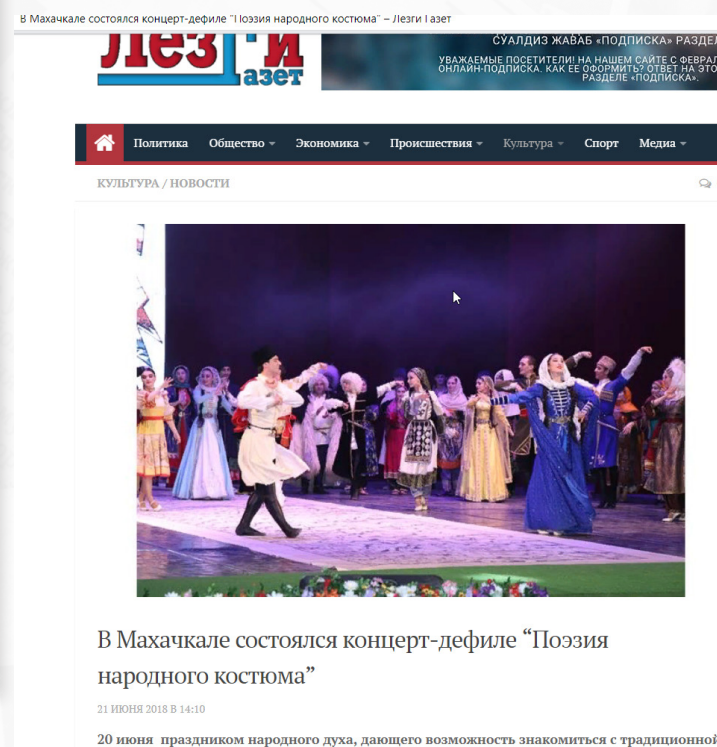 В Махачкале состоялся концерт-дефиле "Поэзия народного костюма" – Лезги Газет
Лезги
азет
СУАЛДИЗ ЖАВАБ «ПОДПИСКА» РАЗДЕЛ
УВАЖАЕМЫЕ ПОСЕТИТЕЛИ! НА НАШЕМ САЙТЕ С ФЕВРАЛ
ОНЛАЙН-ПОДПИСКА. КАК ЕЕ ОФОРМИТЬ? ОТВЕТ НА ЭТО
РАЗДЕЛЕ «ПОДПИСКА».
Политика Общество Экономика Происшествия Культура Спорт Медиа
КУЛЬТУРА / НОВОСТИ
В Махачкале состоялся концерт-дефиле “Поэзия
народного костюма”
21 ИЮНЯ 2018 В 14:10
20 июня праздником народного духа, дающего возможность знакомиться с традиционной